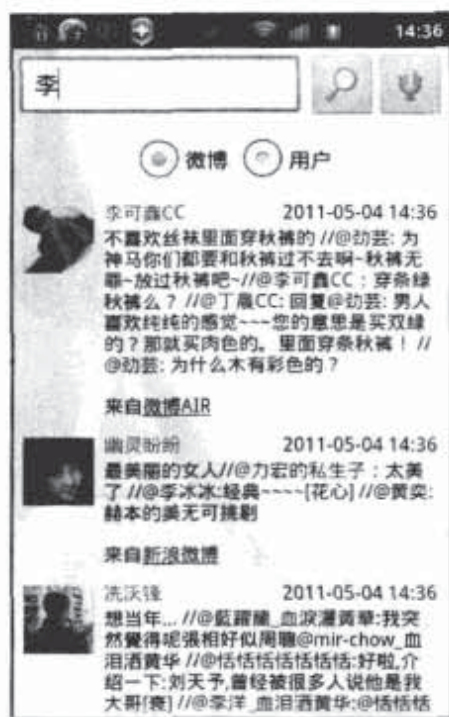 14:36
李
微博 用户
李可鑫CC 2011-05-04 14:36
不喜欢丝袜里面穿秋裤的 //@劲芸: 为
神马你们都要和秋裤过不去啊~秋裤无
罪~放过秋裤吧~//@李可鑫CC：穿条绿
秋裤么？ //@丁晨CC: 回复@劲芸: 男人
喜欢纯纯的感觉~~~您的意思是买双绿
的？那就买肉色的。里面穿条秋裤！ //
@劲芸: 为什么木有彩色的？
来自微博AIR
幽灵盼盼 2011-05-04 14:36
最美丽的女人//@力宏的私生子：太美
了 //@李冰冰:经典~~~~[花心] //@黄奕:
赫本的美无可挑剔
来自新浪微博
冼沃锋 2011-05-04 14:36
想当年... //@藍躍龍_血淚灑黃華:我突
然覺得呢張相好似周聰@mir-chow_血
泪洒黄华 //@恬恬恬恬恬恬恬:好啦,介
绍一下:刘天予,曾经被很多人说他是我
大哥[衰] //@李洋_血泪洒黄华:@恬恬恬